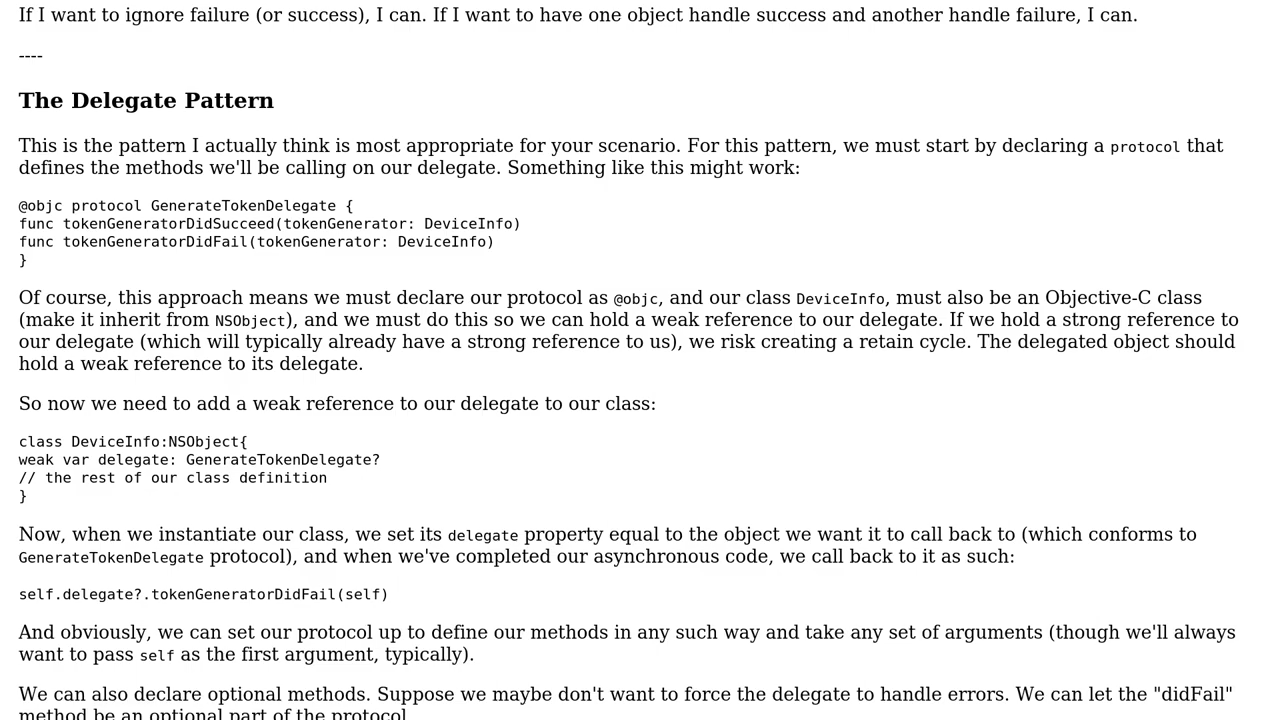 If I want to ignore failure (or success), I can. If I want to have one object handle success and another handle failure, I can.
----
The Delegate Pattern
This is the pattern I actually think is most appropriate for your scenario. For this pattern, we must start by declaring a protocol that
defines the methods we'll be calling on our delegate. Something like this might work:
@objc protocol GenerateTokenDelegate {
func tokenGeneratorDidSucceed(tokenGenerator: DeviceInfo)
func tokenGeneratorDidFail(tokenGenerator: DeviceInfo)
}
Of course, this approach means we must declare our protocol as @objc, and our class DeviceInfo, must also be an Objective-C class
(make it inherit from NSObject), and we must do this so we can hold a weak reference to our delegate. If we hold a strong reference to
our delegate (which will typically already have a strong reference to us), we risk creating a retain cycle. The delegated object should
hold a weak reference to its delegate.
So now we need to add a weak reference to our delegate to our class:
class DeviceInfo:NSObject{
weak var delegate: GenerateTokenDelegate?
// the rest of our class definition
}
Now, when we instantiate our class, we set its delegate property equal to the object we want it to call back to (which conforms to
GenerateTokenDelegate protocol), and when we've completed our asynchronous code, we call back to it as such:
self.delegate?.tokenGeneratorDidFail(self)
And obviously, we can set our protocol up to define our methods in any such way and take any set of arguments (though we'll always
want to pass self as the first argument, typically).
We can also declare optional methods. Suppose we maybe don't want to force the delegate to handle errors. We can let the "didFail"
method be an optional part of the protocol